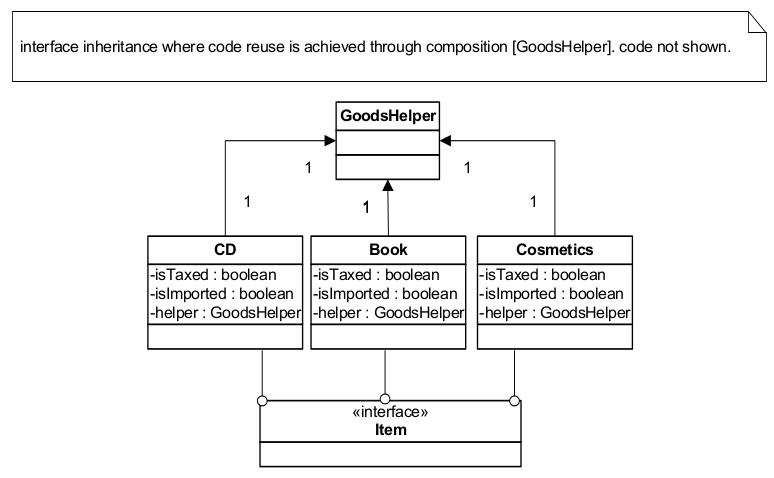 interface inheritance where code reuse is achieved through composition [GoodsHelper]. code not shown.
GoodsHelper
1
1
1
1
1
CD
-isTaxed : boolean
-isImported : boolean
-helper : GoodsHelper
Book
-isTaxed : boolean
-isImported : boolean
-helper : GoodsHelper
Cosmetics
-isTaxed : boolean
-isImported : boolean
-helper : GoodsHelper
«interface»
Item